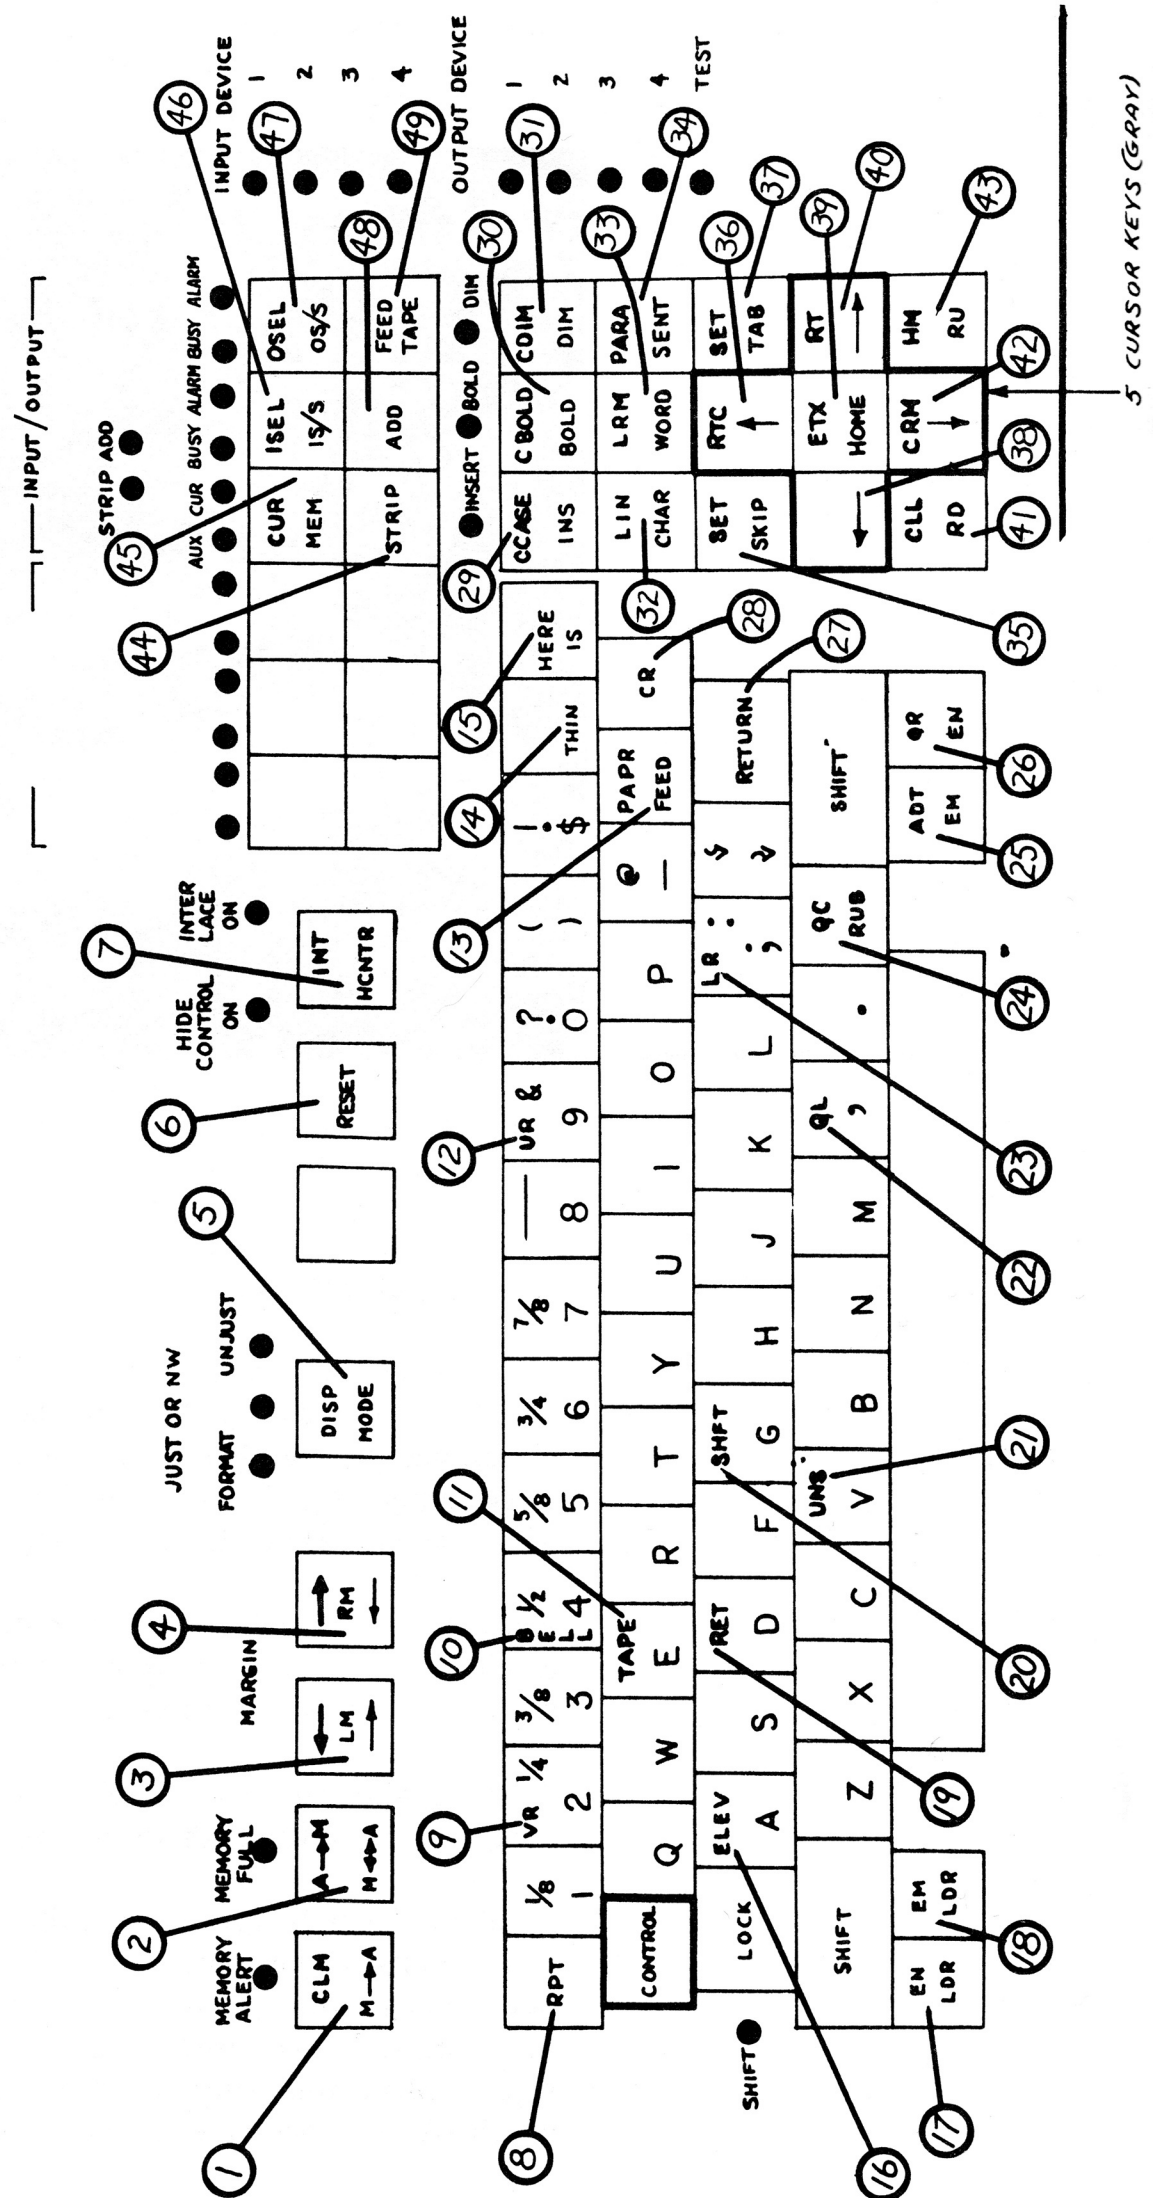 INPUT/OUTPUT
STRIP ADD
AUX CUR BUSY ALARM BUSY ALARM
INPUT DEVICE
1
2
3
4
46
47
45
44
48
49
CUR
MEM
ISEL
IS/S
OSEL
OS/S
STRIP
ADD
FEED
TAPE
7
6
5
4
3
2
1
HIDE
CONTROL
ON
INTER
LACE
ON
INT
HCNTR
RESET
JUST OR NW
FORMAT
UNJUST
DISP
MODE
MARGIN
→
RM
←
←
LM
→
MEMORY
FULL
A→M
M↔A
MEMORY
ALERT
CLM
M→A
OUTPUT DEVICE
1
2
3
4
TEST
INSERT
BOLD
DIM
29
30
31
33
34
32
36
37
39
40
43
42
38
41
35
CCASE
INS
CBOLD
BOLD
CDIM
DIM
LIN
CHAR
LRM
WORD
PARA
SENT
SET
SKIP
RTC
↑
SET
TAB
←
ETX
HOME
RT
→
CLL
RD
CRM
↓
HM
RU
5 CURSOR KEYS (GRAY)
8
9
10
11
12
13
14
15
28
27
RPT
1/8
1
VR 1/4
2
3/8
3
BELL 1/2
4
5/8
5
3/4
6
7/8
7
—
8
UR &
9
?
0
(
)
!
$
THIN
HERE
IS
CONTROL
Q
W
TAPE
E
R
T
Y
U
I
O
P
@
—
PAPR
FEED
CR
SHIFT
LOCK
ELEV
A
S
RET
D
F
SHFT
G
H
J
K
L
LR :
;
RETURN
SHIFT
Z
X
C
UNS
V
B
N
M
QL
,
.
QC
RUB
SHIFT
EN
LDR
EM
LDR
ADT
EM
QR
EN
16
17
18
19
20
21
22
23
24
25
26